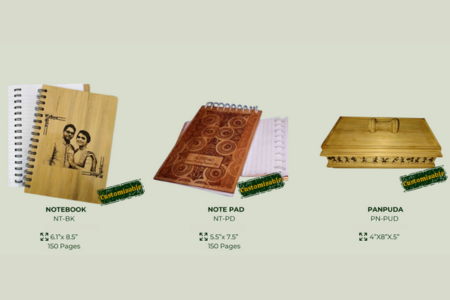 Customizable
NOTEBOOK
NT-BK
6.1"x 8.5"
150 Pages
Customizable
NOTE PAD
NT-PD
5.5"x 7.5"
150 Pages
Customizable
PANPUDA
PN-PUD
4"X8"X.5"